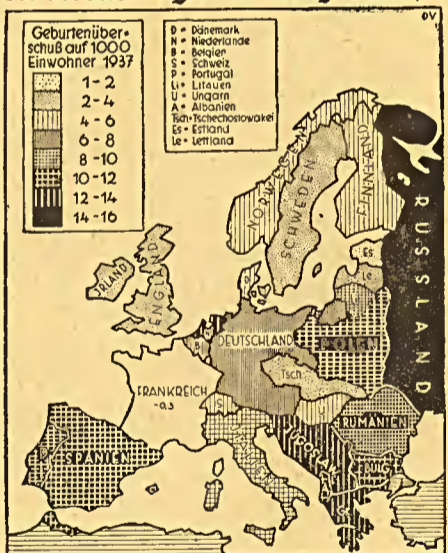 DV
Geburtenüber-
schuß auf 1000
Einwohner 1937
1-2
2-4
4-6
6-8
8-10
10-12
12-14
14-16
D = Dänemark
N = Niederlande
B = Belgien
S = Schweiz
P = Portugal
Li = Litauen
U = Ungarn
A = Albanien
Tsch = Tschechoslowakei
Es = Estland
Le = Lettland
NORWEGEN
SCHWEDEN
FINNLAND
RUSSLAND
Es
Le
Li
IRLAND
ENGLAND
D
N
B
DEUTSCHLAND
POLEN
Tsch
FRANKREICH
-0,3
S
U
RUMÄNIEN
SPANIEN
P
ITALIEN
A